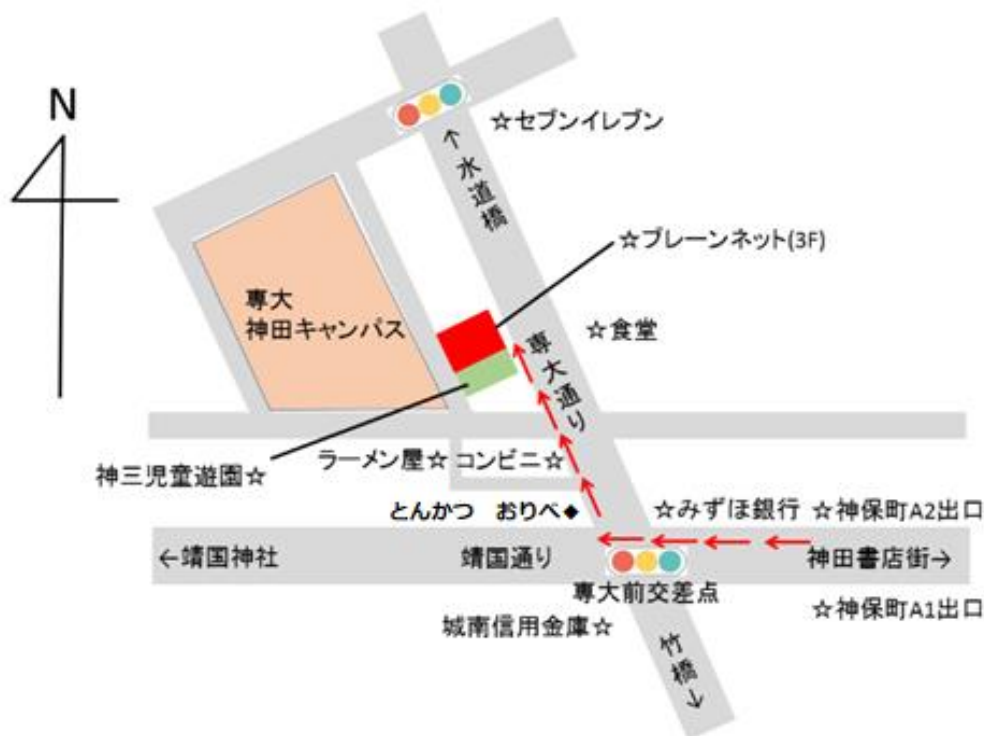 N
☆セブンイレブン
↑水道橋
☆ブレーンネット(3F)
専大
神田キャンパス
☆食堂
専大通り
神三児童遊園☆
ラーメン屋☆ コンビニ☆
とんかつ おりべ◆
☆みずほ銀行 ☆神保町A2出口
←靖国神社
靖国通り
神田書店街→
専大前交差点
☆神保町A1出口
城南信用金庫☆
竹橋↓